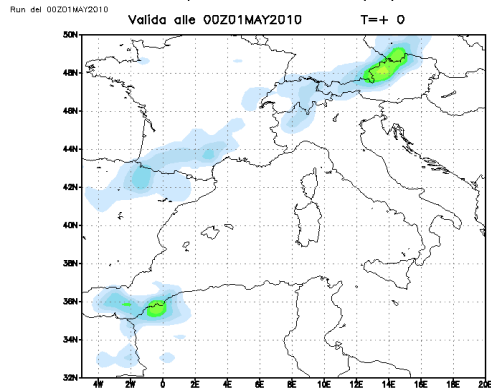 Run del 00Z01MAY2010
Valida alle 00Z01MAY2010 T=+ 0
50N
48N
46N
44N
42N
40N
38N
36N
34N
32N
4W 2W 0 2E 4E 6E 8E 10E 12E 14E 16E 18E 20E